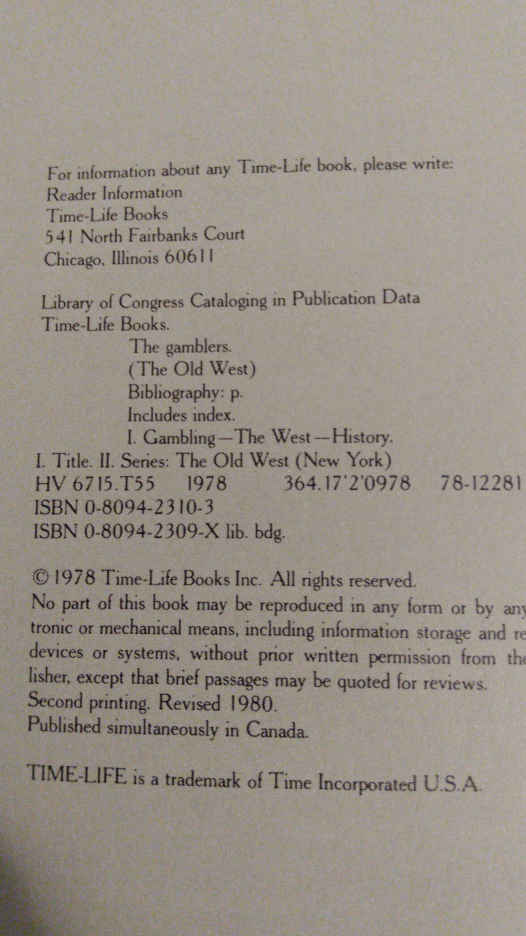 For information about any Time-Life book, please write:
Reader Information
Time-Life Books
541 North Fairbanks Court
Chicago, Illinois 60611
Library of Congress Cataloging in Publication Data
Time-Life Books.
The gamblers.
(The Old West)
Bibliography: p.
Includes index.
1. Gambling—The West—History.
I. Title. II. Series: The Old West (New York)
HV 6715.T55 1978 364.17'2'0978 78-12281
ISBN 0-8094-2310-3
ISBN 0-8094-2309-X lib. bdg.
© 1978 Time-Life Books Inc. All rights reserved.
No part of this book may be reproduced in any form or by any
tronic or mechanical means, including information storage and re
devices or systems, without prior written permission from the
lisher, except that brief passages may be quoted for reviews.
Second printing. Revised 1980.
Published simultaneously in Canada.
TIME-LIFE is a trademark of Time Incorporated U.S.A.